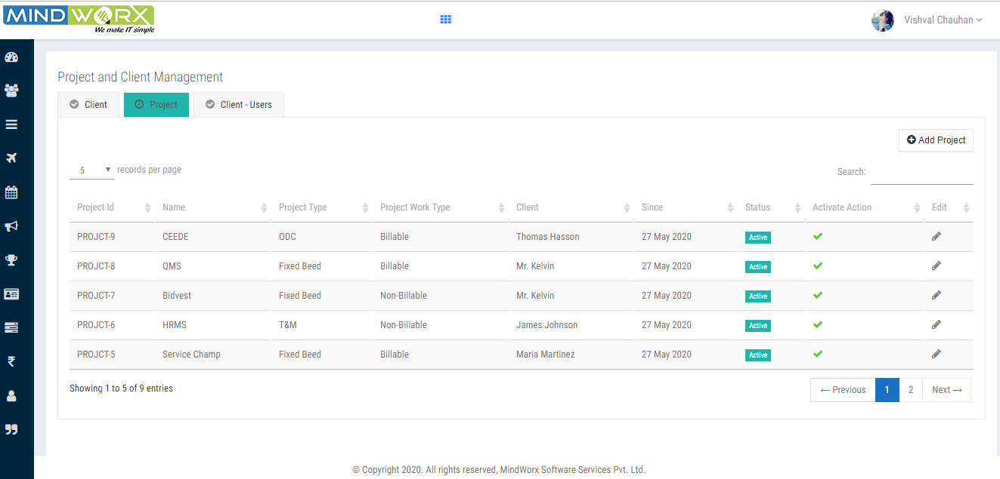 MINDWORX
We make IT simple
Vishval Chauhan
Project and Client Management
Client Project Client - Users
Add Project
5 records per page
Search:
Project Id Name Project Type Project Work Type Client Since Status Activate Action Edit
PROJCT-9 CEEDE ODC Billable Thomas Hasson 27 May 2020 Active
PROJCT-8 QMS Fixed Beed Billable Mr. Kelvin 27 May 2020 Active
PROJCT-7 Bidvest Fixed Beed Non-Billable Mr. Kelvin 27 May 2020 Active
PROJCT-6 HRMS T&M Non-Billable James Johnson 27 May 2020 Active
PROJCT-5 Service Champ Fixed Beed Billable Maria Martinez 27 May 2020 Active
Showing 1 to 5 of 9 entries
← Previous 1 2 Next →
© Copyright 2020. All rights reserved, MindWorx Software Services Pvt. Ltd.